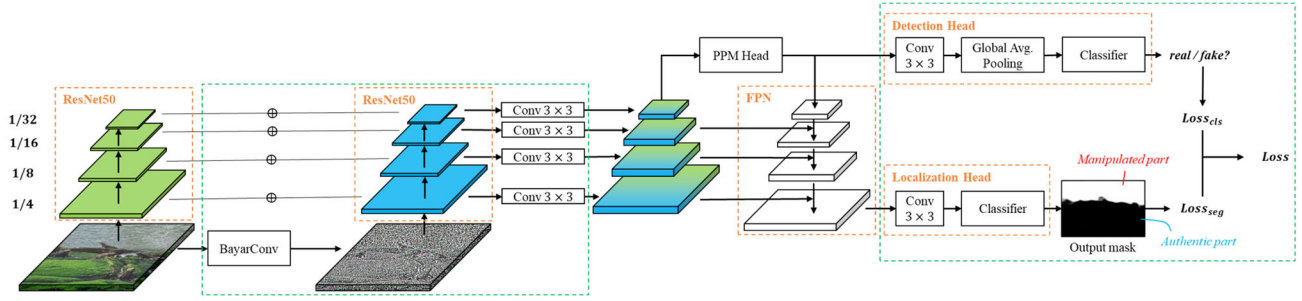 ResNet50
1/32
1/16
1/8
1/4
⊕
⊕
⊕
⊕
BayarConv
ResNet50
Conv 3 × 3
Conv 3 × 3
Conv 3 × 3
Conv 3 × 3
PPM Head
FPN
Detection Head
Conv
3 × 3
Global Avg.
Pooling
Classifier
real / fake?
Loss_cls
Loss
Localization Head
Conv
3 × 3
Classifier
Manipulated part
Authentic part
Output mask
Loss_seg